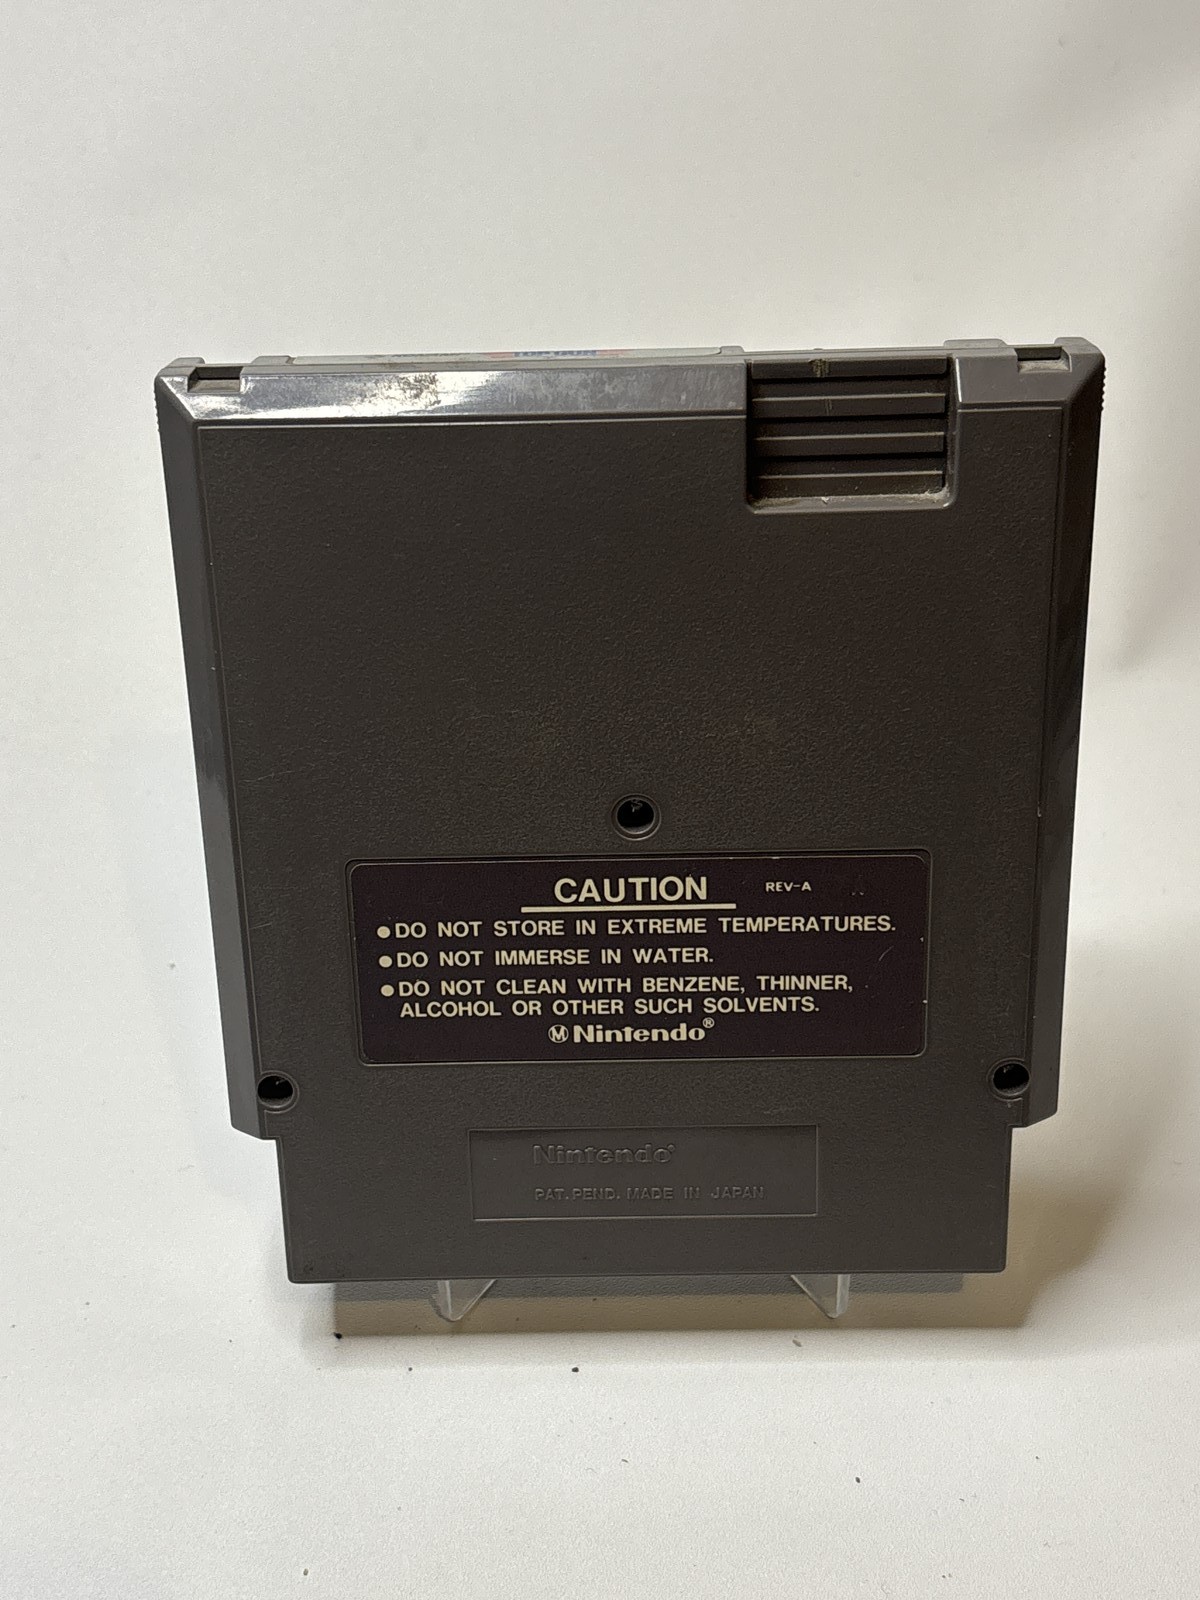 CAUTION REV-A
●DO NOT STORE IN EXTREME TEMPERATURES.
●DO NOT IMMERSE IN WATER.
●DO NOT CLEAN WITH BENZENE, THINNER,
ALCOHOL OR OTHER SUCH SOLVENTS.
Ⓜ Nintendo®
Nintendo®
PAT. PEND. MADE IN JAPAN